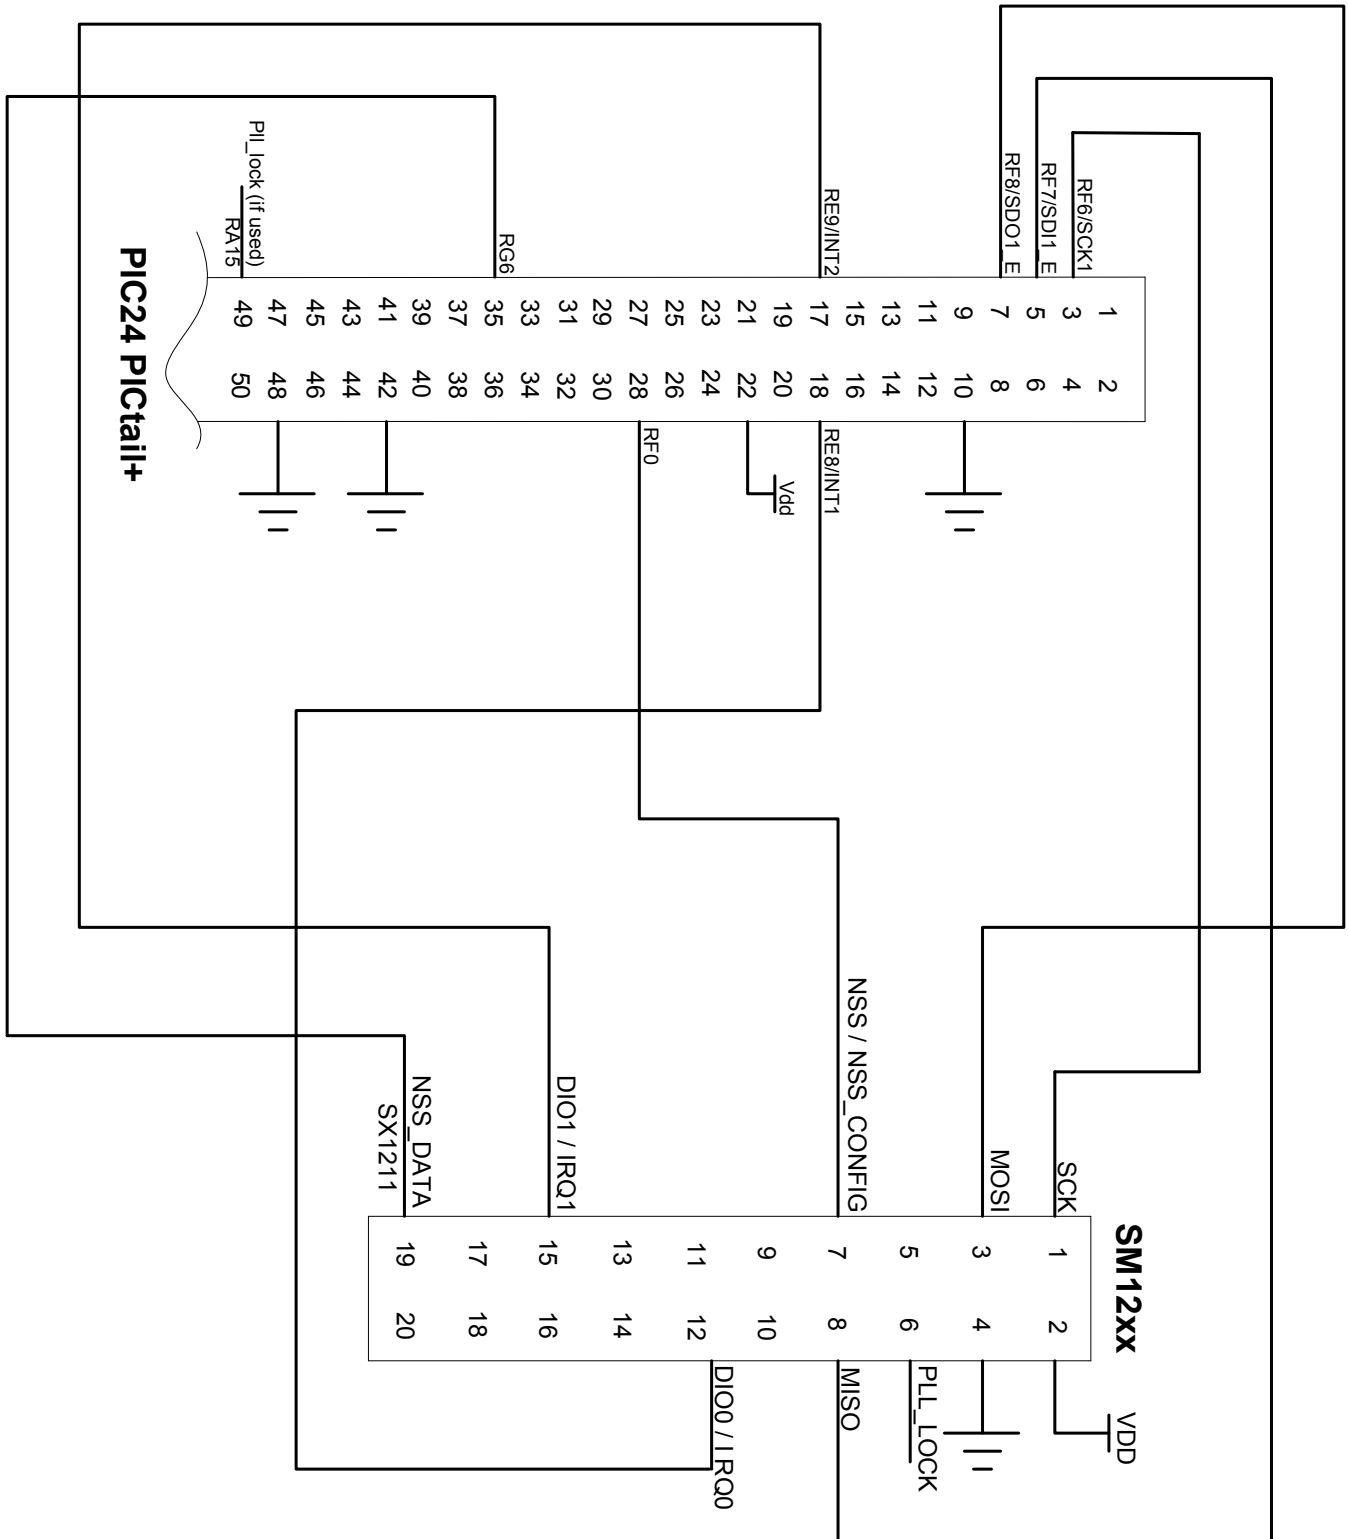 RF6/SCK1
RF7/SDI1_E
RF8/SDO1_E
RE9/INT2
RG6
Pll_lock (if used)
RA15
1 3 5 7 9 11 13 15 17 19 21 23 25 27 29 31 33 35 37 39 41 43 45 47 49
2 4 6 8 10 12 14 16 18 20 22 24 26 28 30 32 34 36 38 40 42 44 46 48 50
RE8/INT1
Vdd
RF0
PIC24 PICtail+
SM12xx
SCK
MOSI
NSS / NSS_CONFIG
DIO1 / IRQ1
NSS_DATA
SX1211
1 3 5 7 9 11 13 15 17 19
2 4 6 8 10 12 14 16 18 20
VDD
PLL_LOCK
MISO
DIO0 / I RQ0